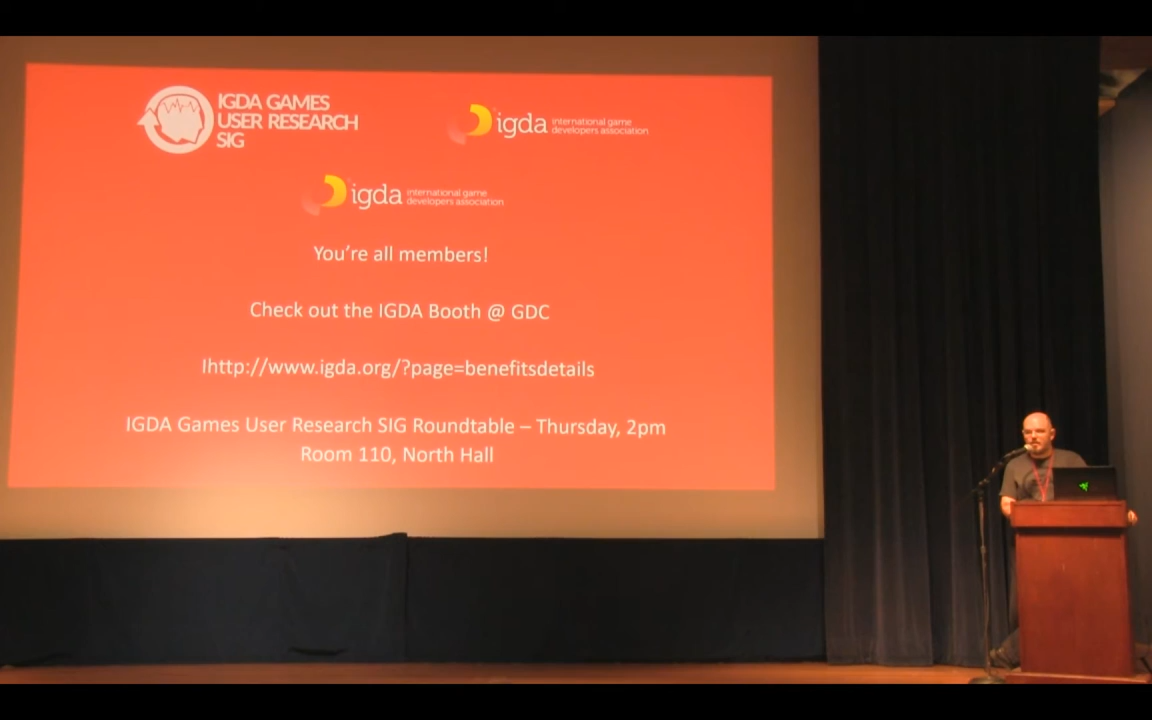 IGDA GAMES
USER RESEARCH
SIG
igda international game
developers association
igda international game
developers association
You're all members!
Check out the IGDA Booth @ GDC
Ihttp://www.igda.org/?page=benefitsdetails
IGDA Games User Research SIG Roundtable – Thursday, 2pm
Room 110, North Hall